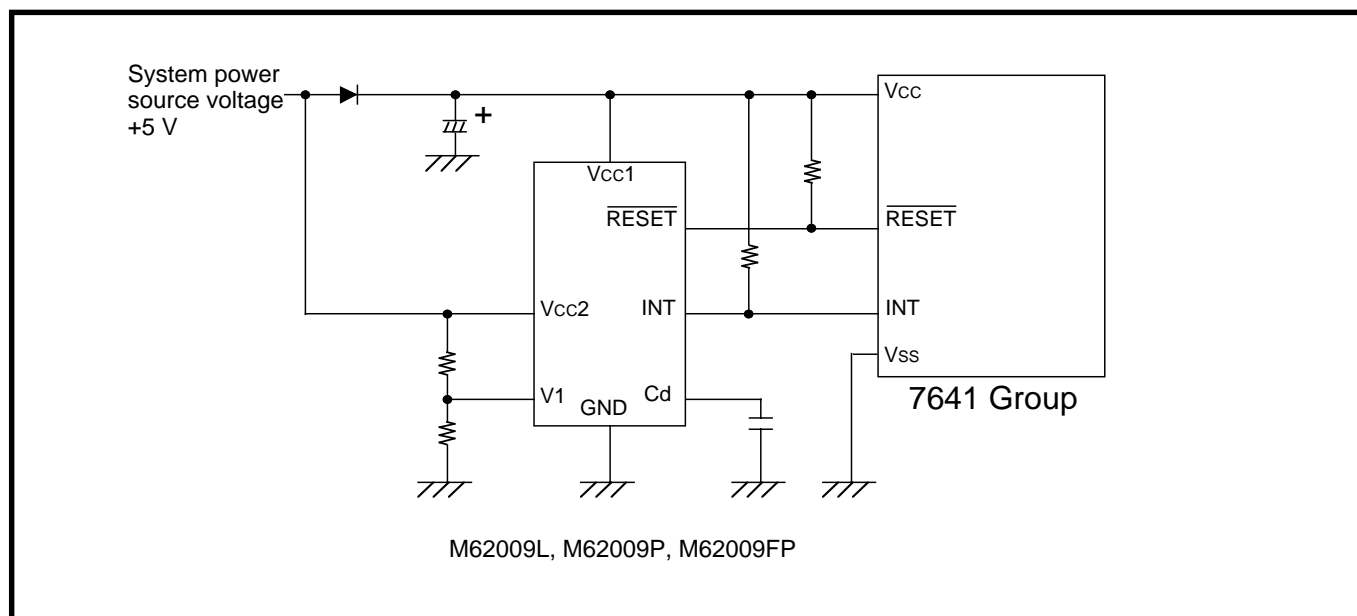 System power
source voltage
+5 V
+
VCC
VCC1
RESET
RESET
VCC2
INT
INT
VSS
V1
Cd
GND
7641 Group
M62009L, M62009P, M62009FP